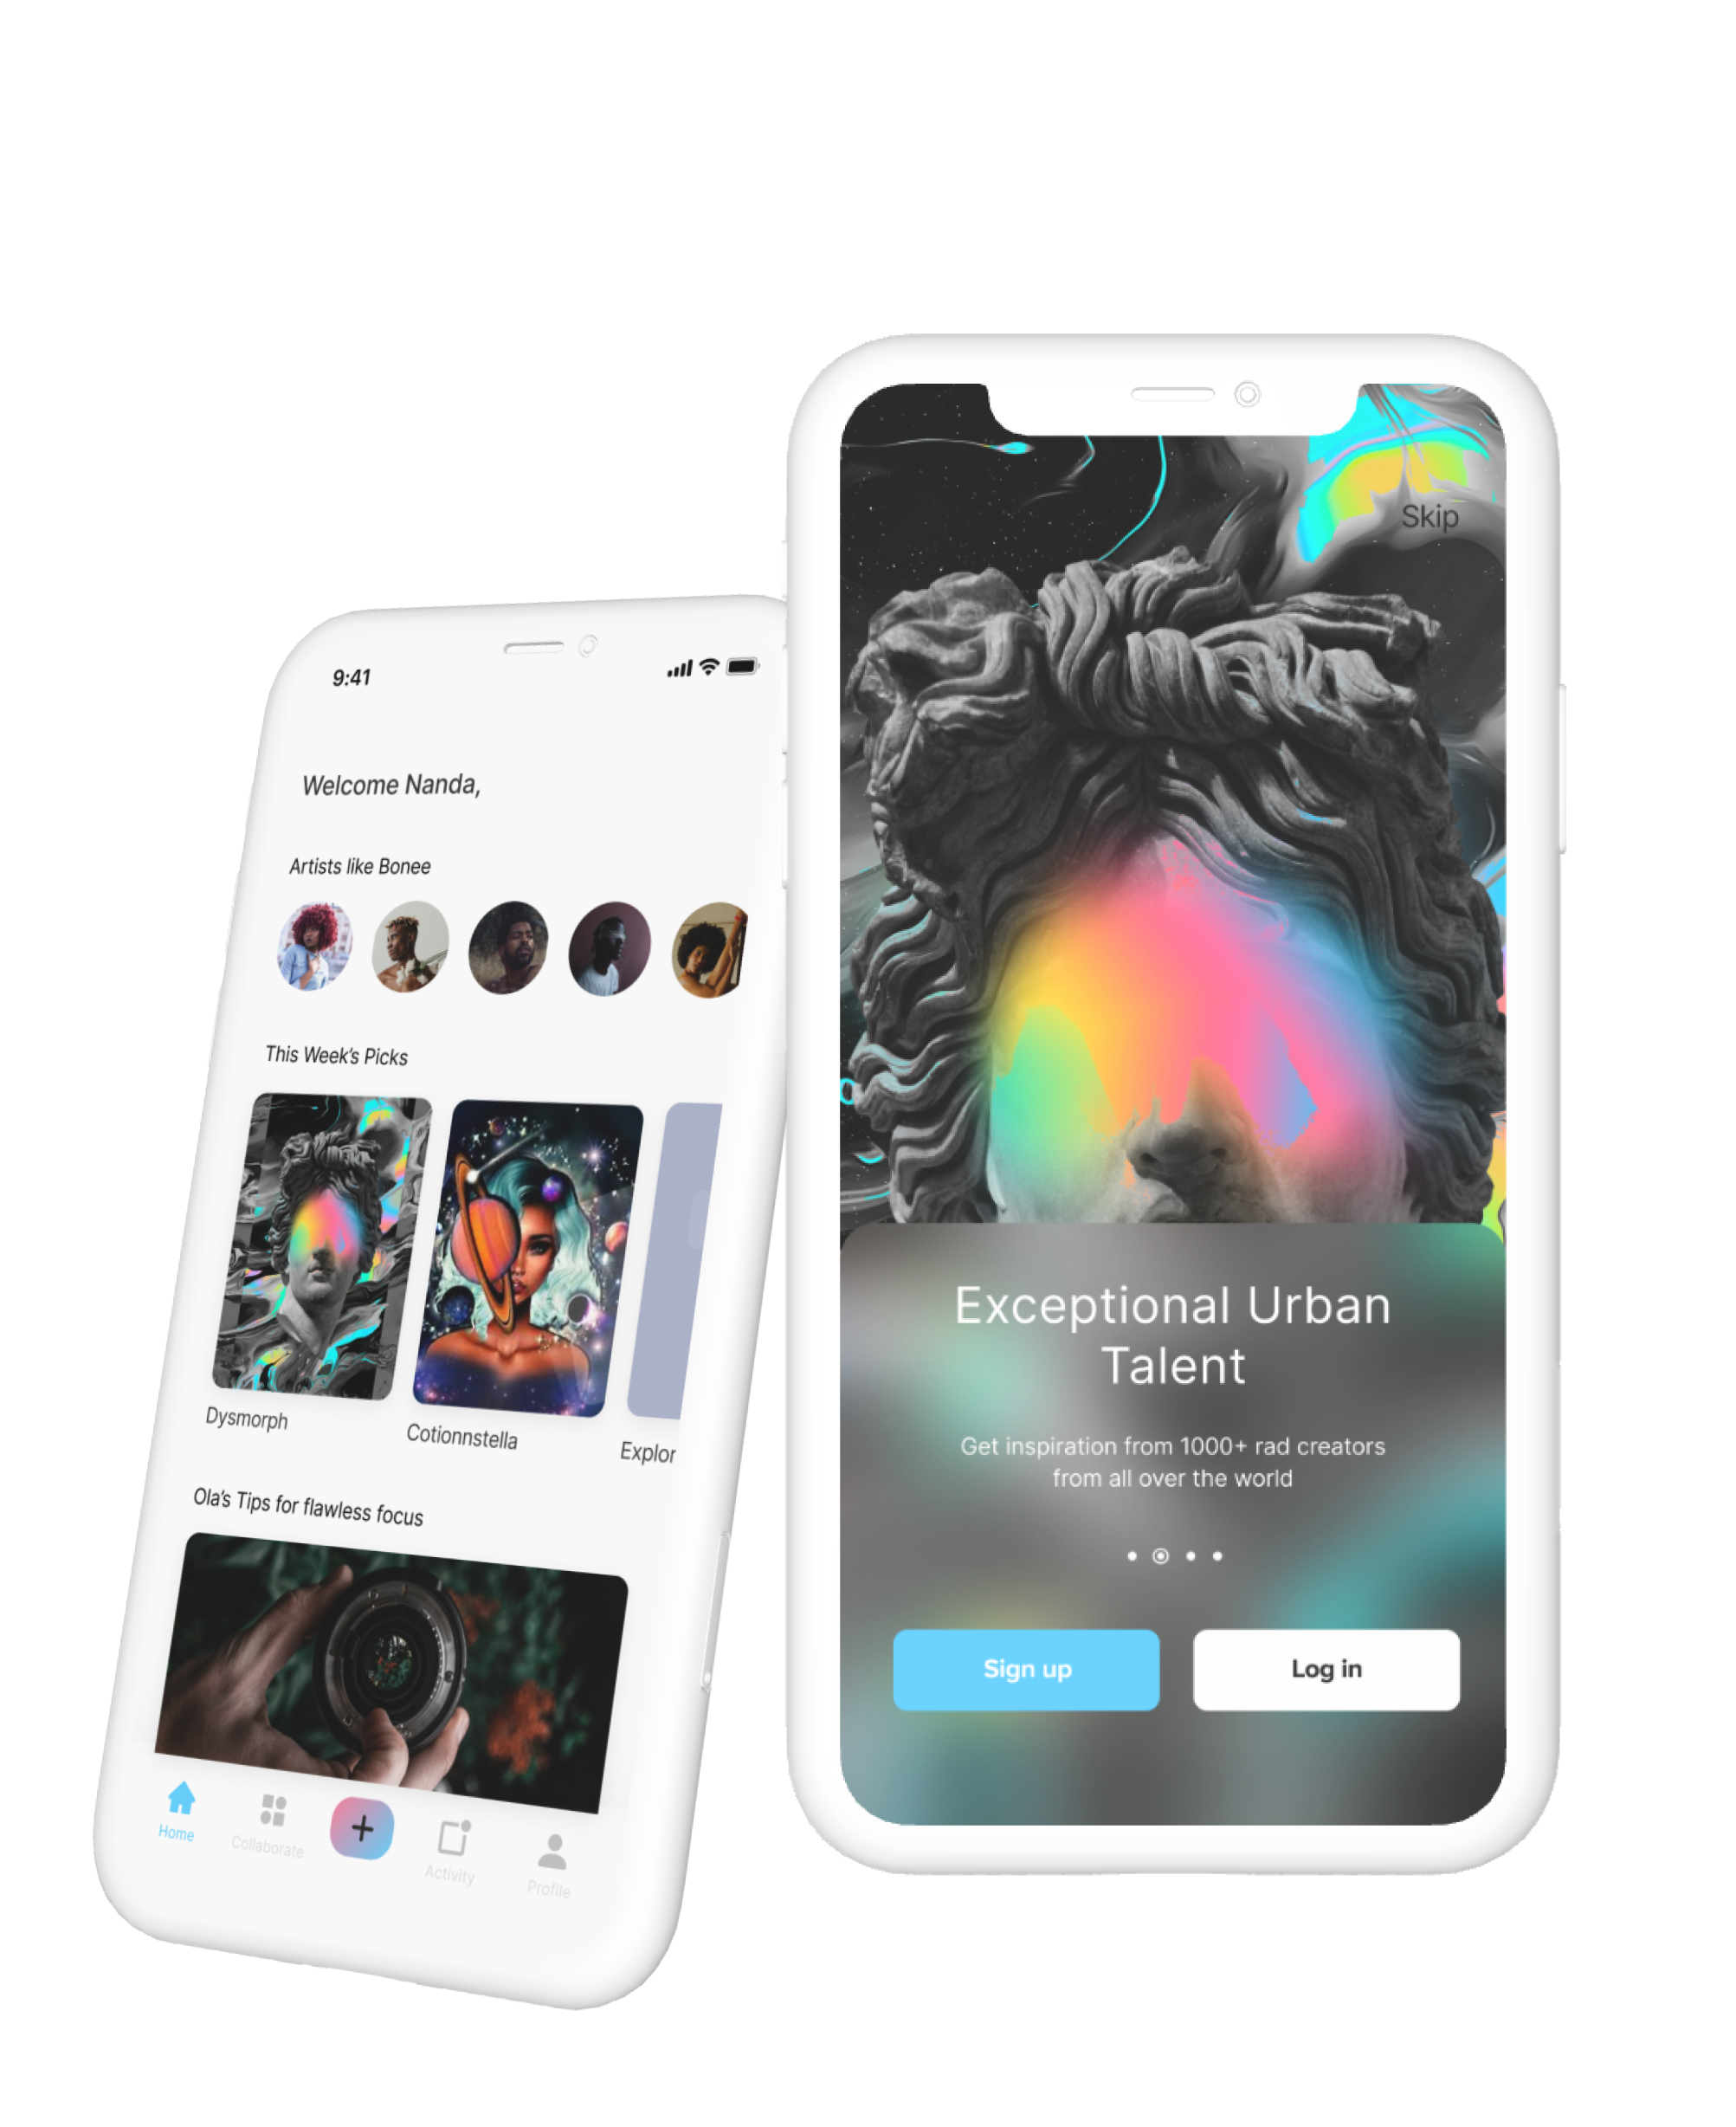 9:41
Welcome Nanda,
Artists like Bonee
This Week's Picks
Dysmorph
Cotionnstella
Explor
Ola's Tips for flawless focus
Home
Collaborate
Activity
Profile
Skip
Exceptional Urban
Talent
Get inspiration from 1000+ rad creators
from all over the world
Sign up
Log in